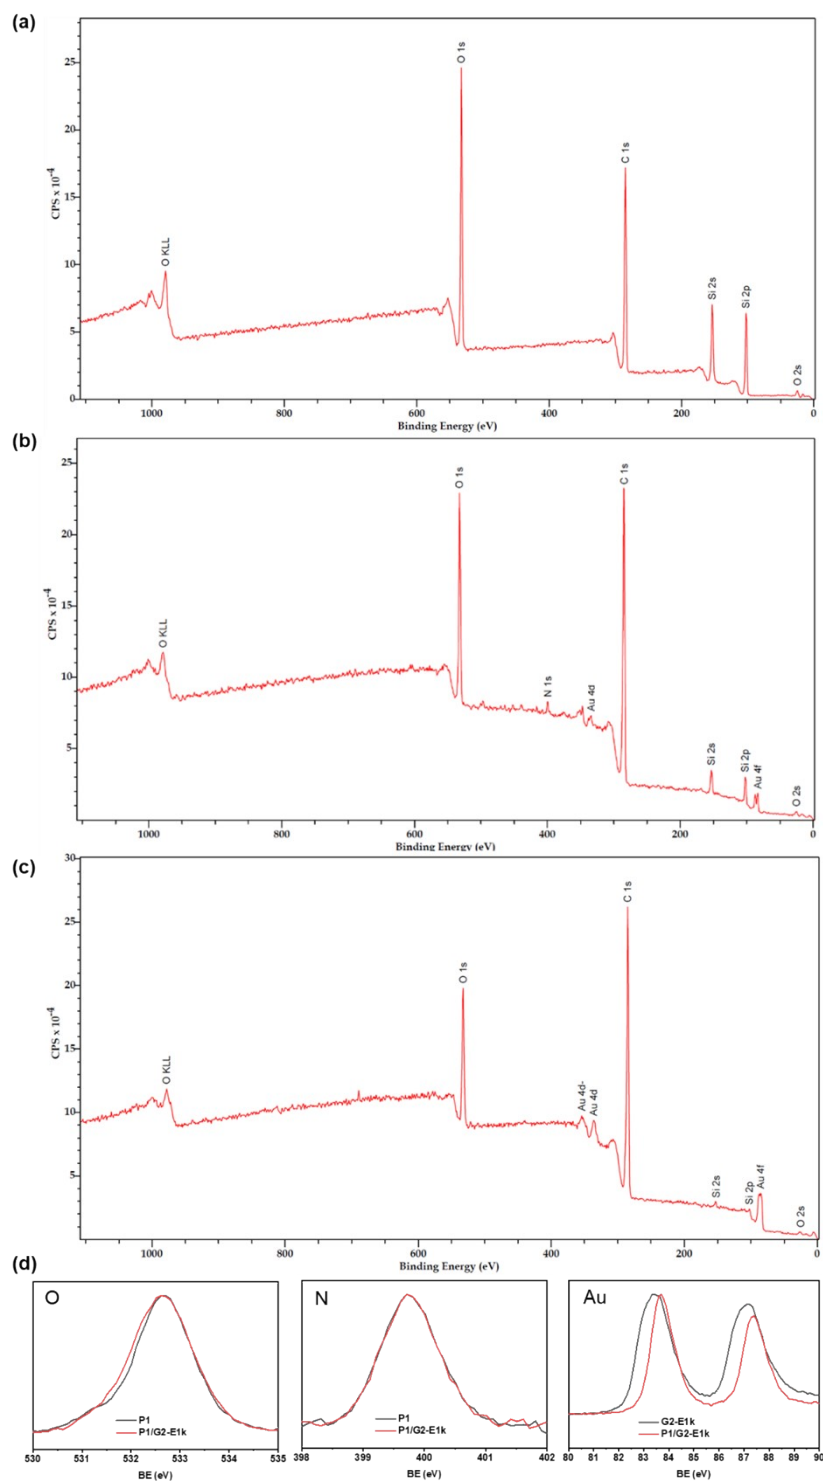 (a)
25
20
15
10
5
0
CPS x 10⁻⁴
O KLL
O 1s
C 1s
Si 2s
Si 2p
O 2s
1000 800 600 400 200 0
Binding Energy (eV)
(b)
25
20
15
10
5
CPS x 10⁻⁴
O KLL
O 1s
N 1s
Au 4d
C 1s
Si 2s
Si 2p
Au 4f
O 2s
1000 800 600 400 200 0
Binding Energy (eV)
(c)
30
25
20
15
10
5
CPS x 10⁻⁴
O KLL
O 1s
Au 4d-
Au 4d
C 1s
Si 2s
Si 2p
Au 4f
O 2s
1000 800 600 400 200 0
Binding Energy (eV)
(d)
O
P1
P1/G2-E1k
530 531 532 533 534 535
BE (eV)
N
P1
P1/G2-E1k
398 399 400 401 402
BE (eV)
Au
G2-E1k
P1/G2-E1k
80 81 82 83 84 85 86 87 88 89 90
BE (eV)